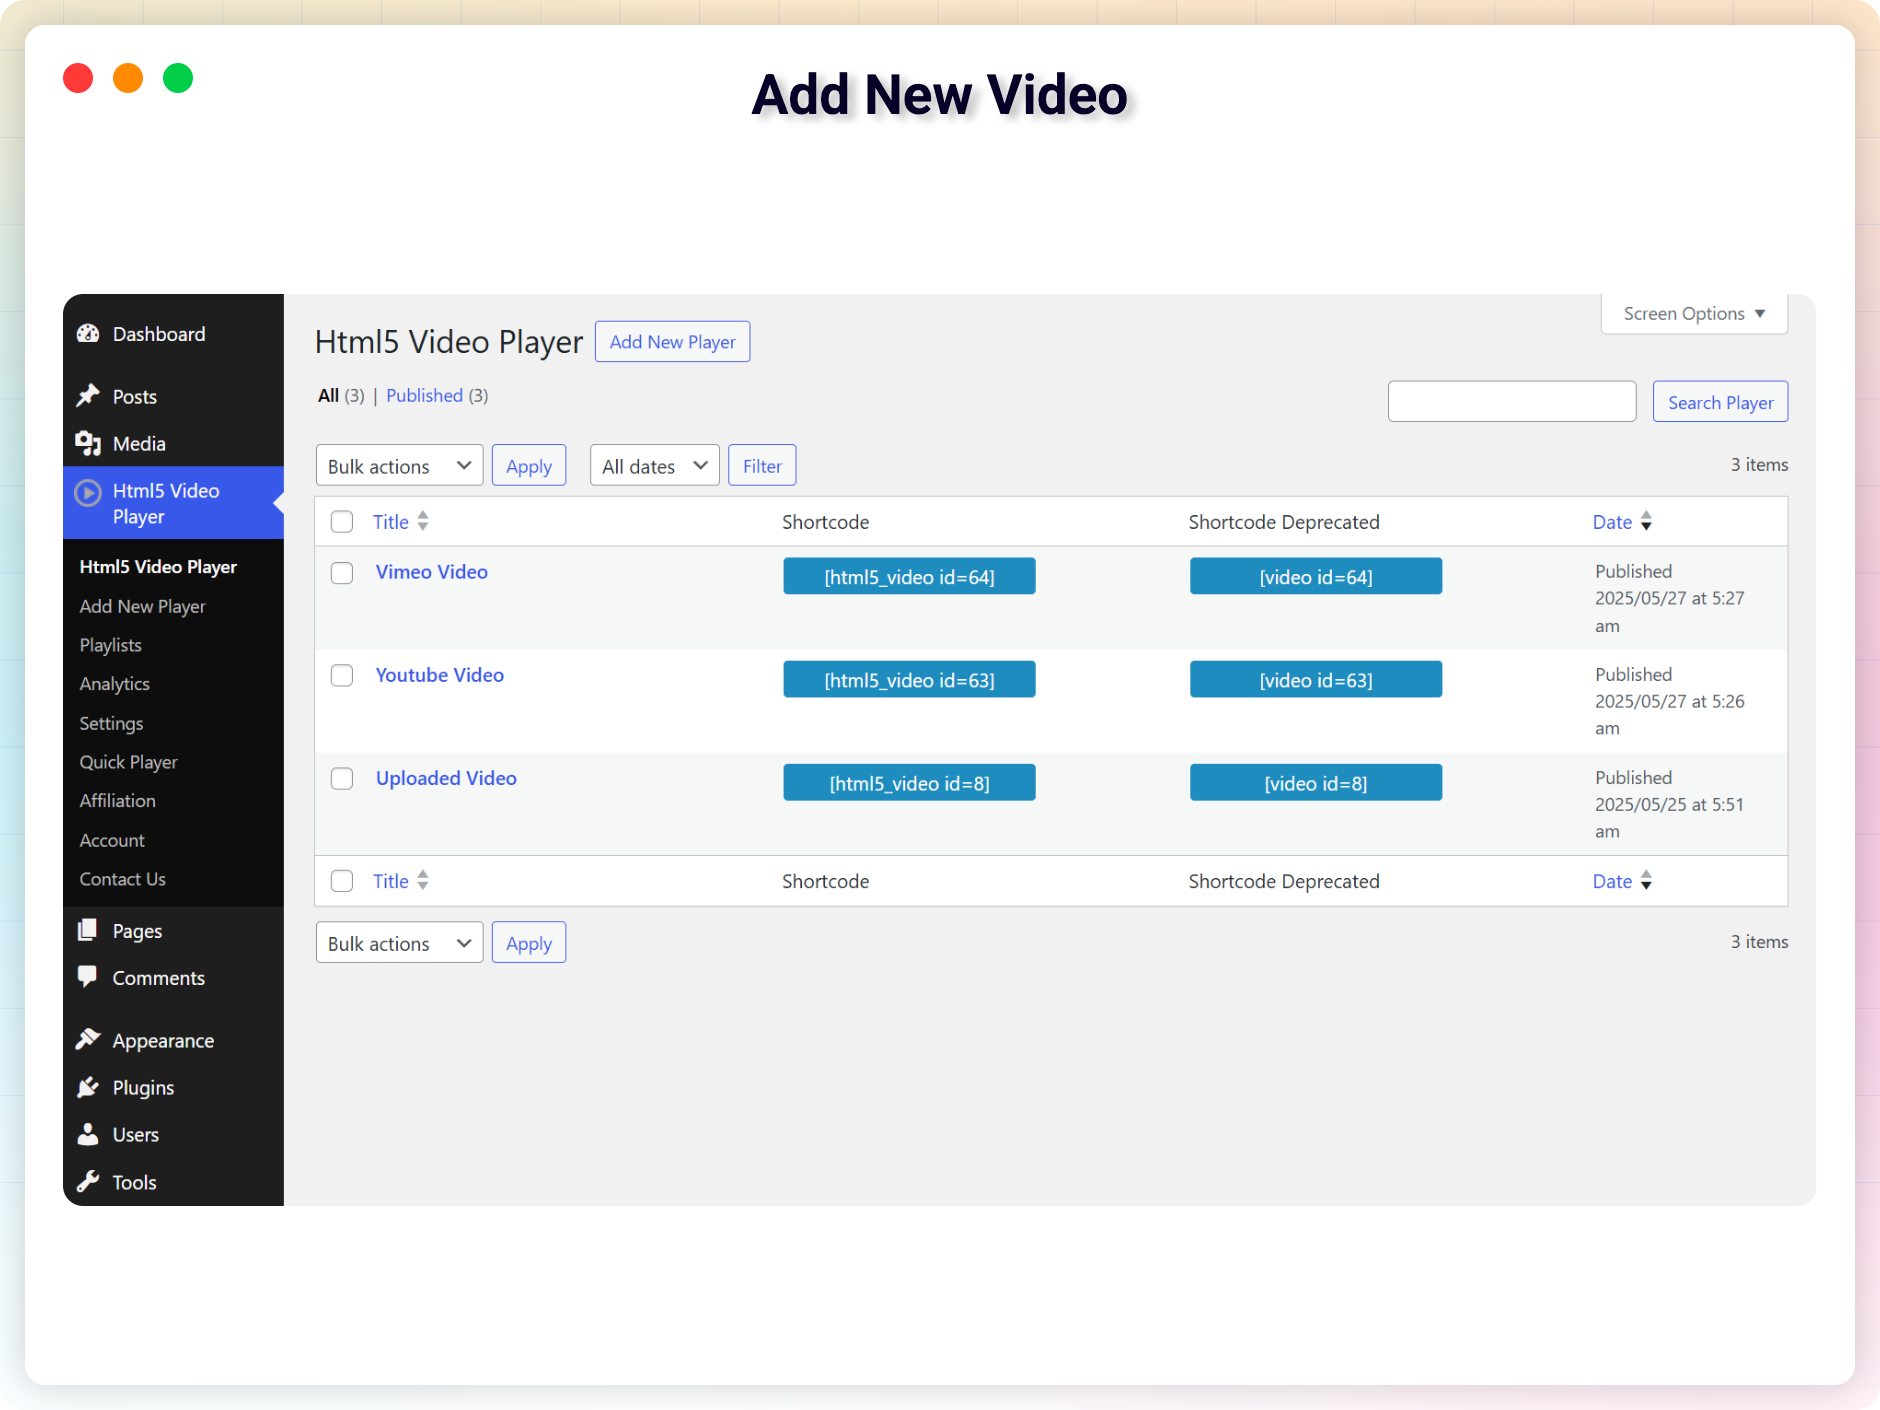 Add New Video
Dashboard
Posts
Media
Html5 Video
Player
Html5 Video Player
Add New Player
Playlists
Analytics
Settings
Quick Player
Affiliation
Account
Contact Us
Pages
Comments
Appearance
Plugins
Users
Tools
Screen Options ▼
Html5 Video Player Add New Player
All (3) | Published (3)
Search Player
Bulk actions Apply All dates Filter 3 items
Title Shortcode Shortcode Deprecated Date
Vimeo Video [html5_video id=64] [video id=64] Published
2025/05/27 at 5:27
am
Youtube Video [html5_video id=63] [video id=63] Published
2025/05/27 at 5:26
am
Uploaded Video [html5_video id=8] [video id=8] Published
2025/05/25 at 5:51
am
Title Shortcode Shortcode Deprecated Date
Bulk actions Apply 3 items